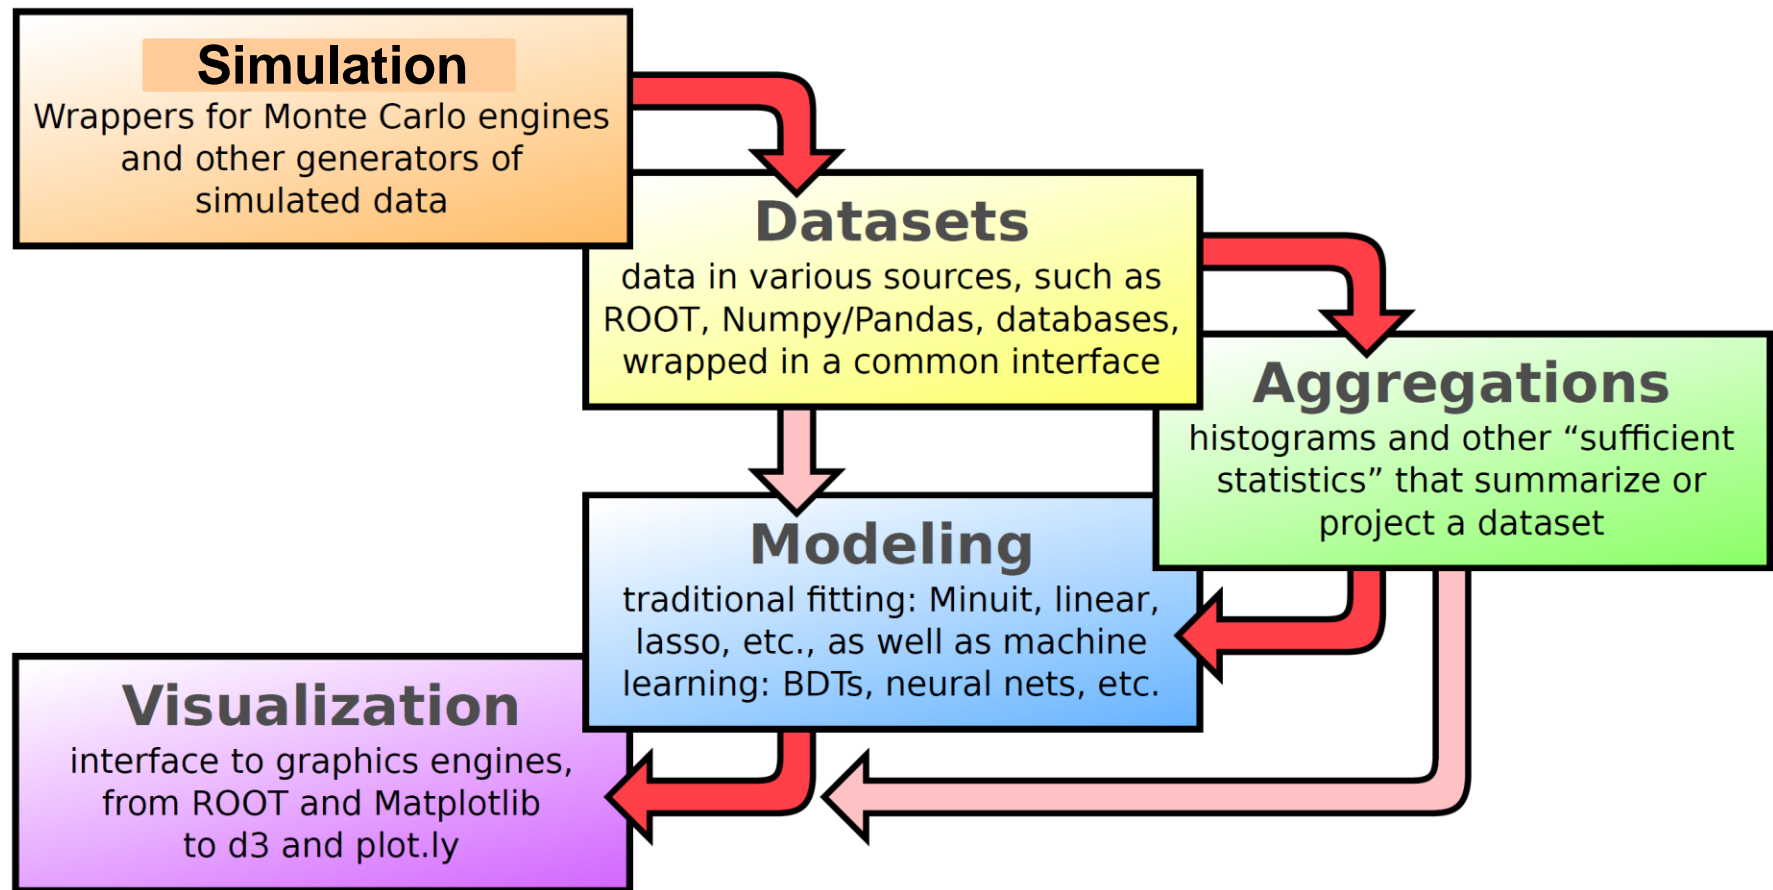 Simulation
Wrappers for Monte Carlo engines
and other generators of
simulated data
Datasets
data in various sources, such as
ROOT, Numpy/Pandas, databases,
wrapped in a common interface
Aggregations
histograms and other “sufficient
statistics” that summarize or
project a dataset
Modeling
traditional fitting: Minuit, linear,
lasso, etc., as well as machine
learning: BDTs, neural nets, etc.
Visualization
interface to graphics engines,
from ROOT and Matplotlib
to d3 and plot.ly